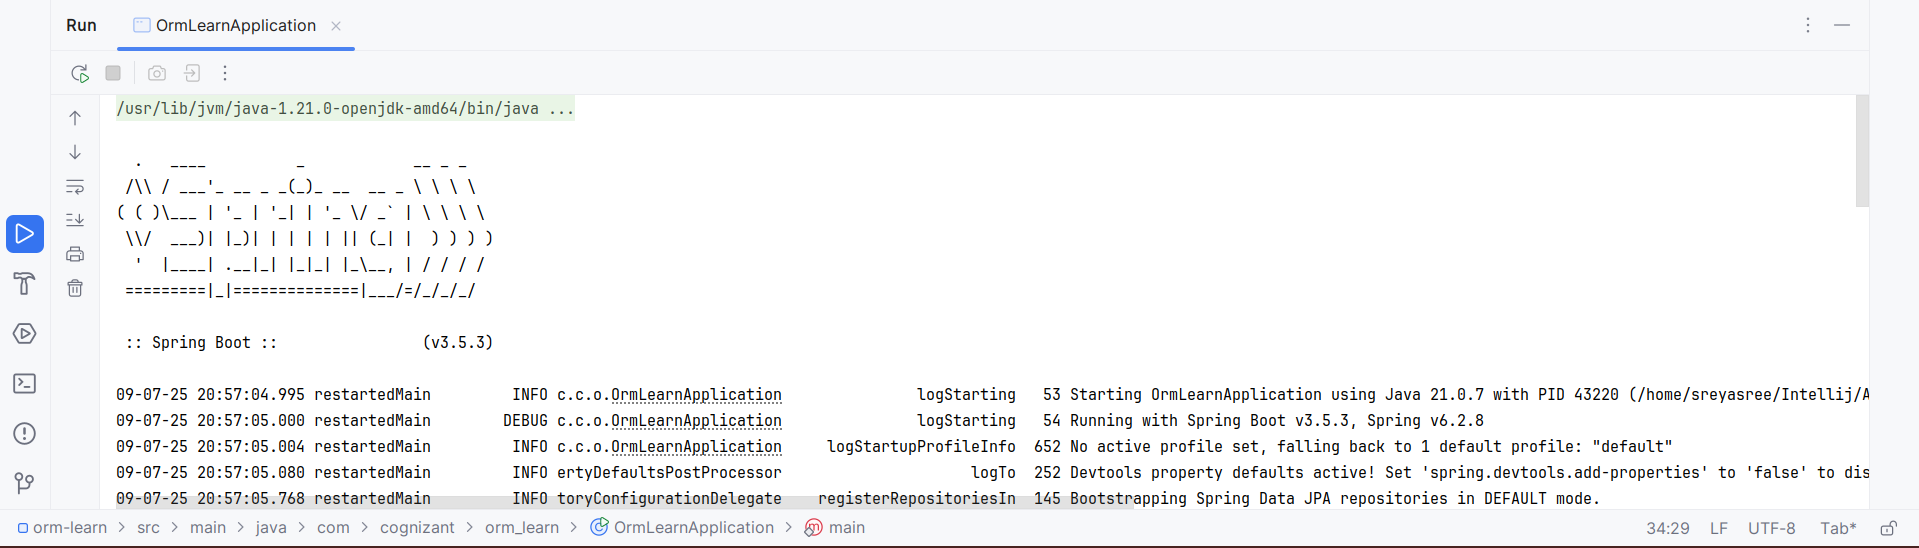 Run OrmLearnApplication
/usr/lib/jvm/java-1.21.0-openjdk-amd64/bin/java ...
  .   ____          _            __ _ _
 /\\ / ___'_ __ _ _(_)_ __  __ _ \ \ \ \
( ( )\___ | '_ | '_| | '_ \/ _` | \ \ \ \
 \\/  ___)| |_)| | | | | || (_| |  ) ) ) )
  '  |____| .__|_| |_|_| |_\__, | / / / /
 =========|_|==============|___/=/_/_/_/
 :: Spring Boot ::                (v3.5.3)
09-07-25 20:57:04.995 restartedMain         INFO c.c.o.OrmLearnApplication               logStarting   53 Starting OrmLearnApplication using Java 21.0.7 with PID 43220 (/home/sreyasree/Intellij/A
09-07-25 20:57:05.000 restartedMain        DEBUG c.c.o.OrmLearnApplication               logStarting   54 Running with Spring Boot v3.5.3, Spring v6.2.8
09-07-25 20:57:05.004 restartedMain         INFO c.c.o.OrmLearnApplication     logStartupProfileInfo  652 No active profile set, falling back to 1 default profile: "default"
09-07-25 20:57:05.080 restartedMain         INFO ertyDefaultsPostProcessor                     logTo  252 Devtools property defaults active! Set 'spring.devtools.add-properties' to 'false' to dis
09-07-25 20:57:05.768 restartedMain         INFO toryConfigurationDelegate    registerRepositoriesIn  145 Bootstrapping Spring Data JPA repositories in DEFAULT mode.
orm-learn > src > main > java > com > cognizant > orm_learn > OrmLearnApplication > main 34:29 LF UTF-8 Tab*